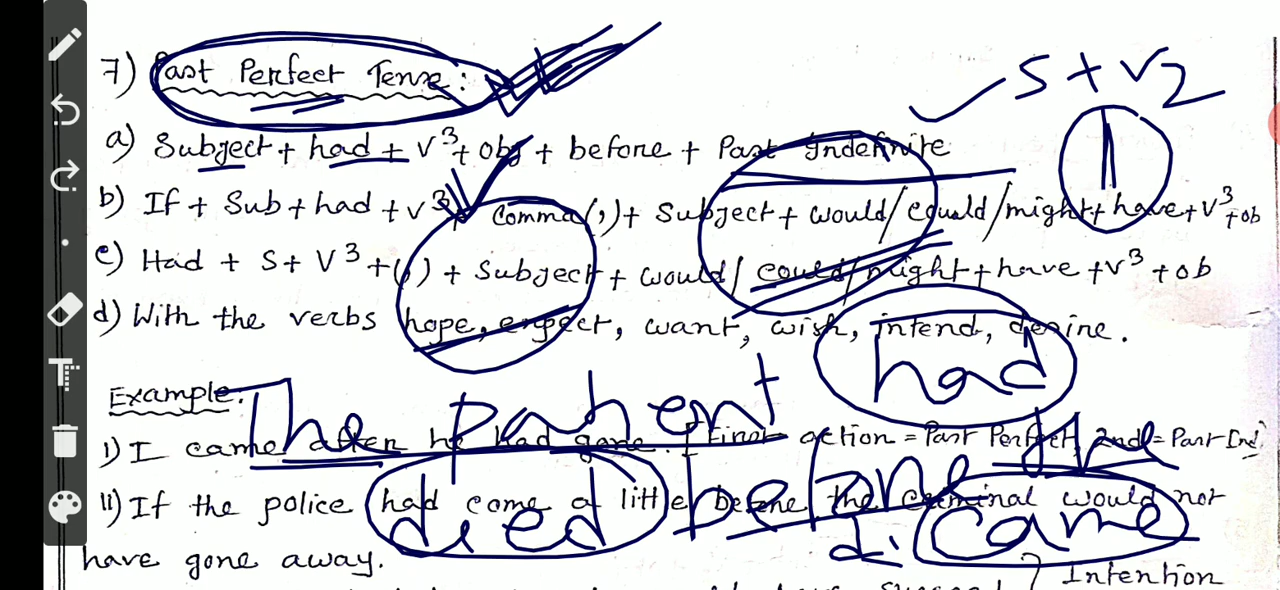 7) Past Perfect Tense:
S + V2
a) Subject + had + V³ + obj + before + Past Indefinite
b) If + Sub + had + V³ + Comma (,) + Subject + would/could/might + have + V³ + ob
c) Had + S + V³ + (,) + Subject + would/could/might + have + V³ + ob
d) With the verbs hope, expect, want, wish, intend, desire.
had
Example:
The patient had
i) I came after he had gone. First action = Past Perfect, 2nd = Past Ind.
died before the
ii) If the police had come a little before the criminal would not
came
have gone away.
Intention